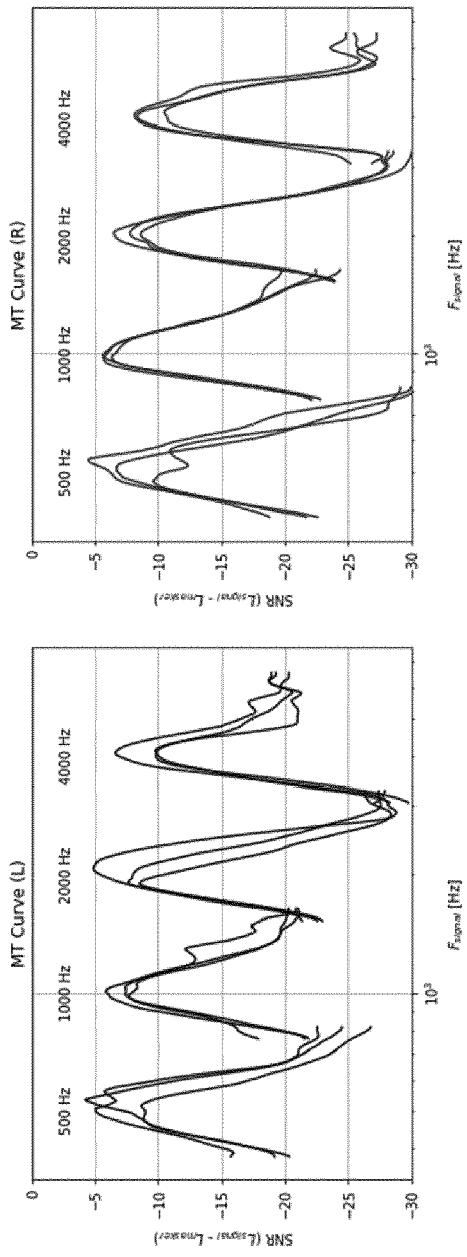 MT Curve (L)
500 Hz
1000 Hz
2000 Hz
4000 Hz
0
−5
−10
−15
−20
−25
−30
SNR (Lsignal - Lmasker)
10³
Fsignal [Hz]
MT Curve (R)
500 Hz
1000 Hz
2000 Hz
4000 Hz
0
−5
−10
−15
−20
−25
−30
SNR (Lsignal - Lmasker)
10³
Fsignal [Hz]